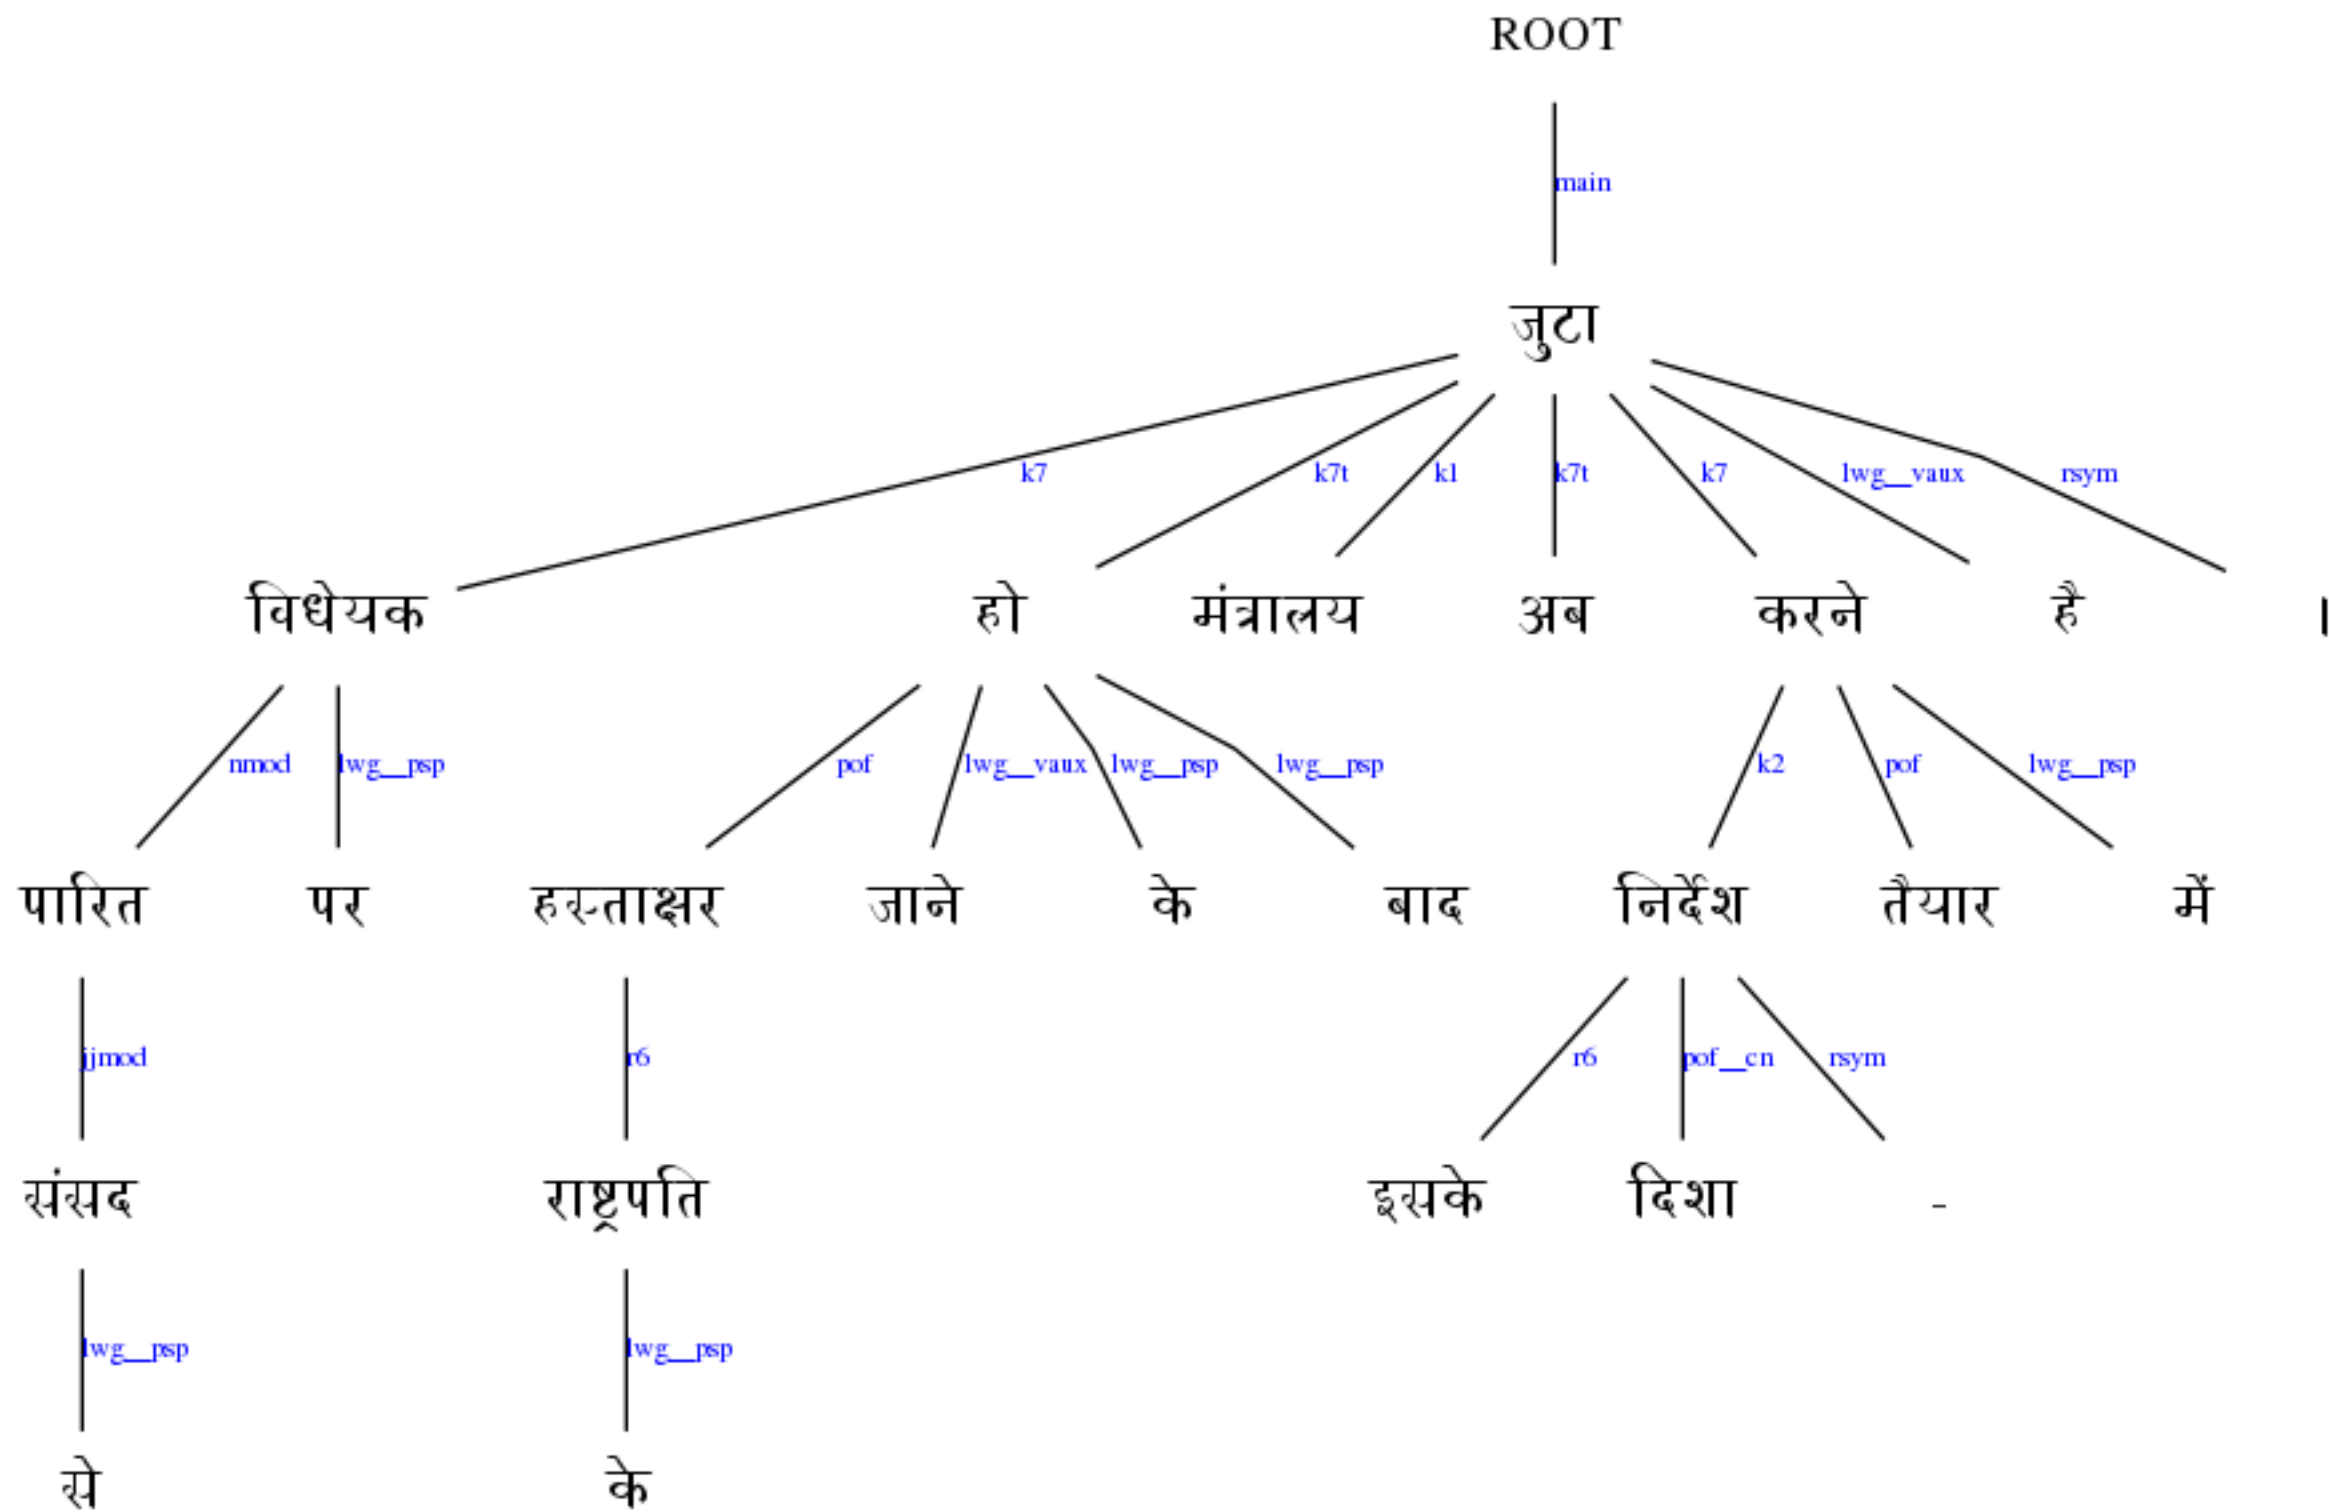 ROOT
main
जुटा
k7 k7t k1 k7t k7 lwg__vaux rsym
विधेयक हो मंत्रालय अब करने है ।
nmod lwg__psp pof lwg__vaux lwg__psp lwg__psp k2 pof lwg__psp
पारित पर हस्ताक्षर जाने के बाद निर्देश तैयार में
jjmod r6 r6 pof__cn rsym
संसद राष्ट्रपति इसके दिशा -
lwg__psp lwg__psp
से के